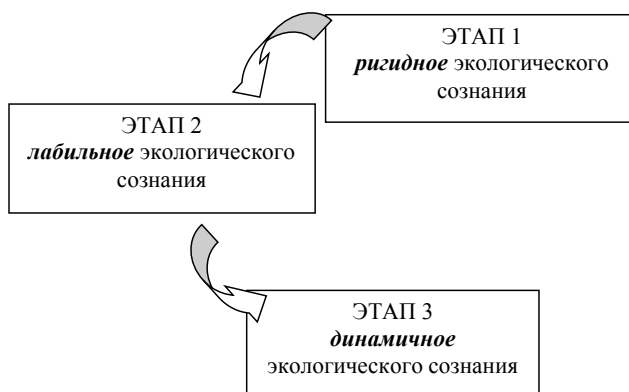 ЭТАП 1
ригидное экологического
сознания
ЭТАП 2
лабильное экологического
сознания
ЭТАП 3
динамичное
экологического сознания